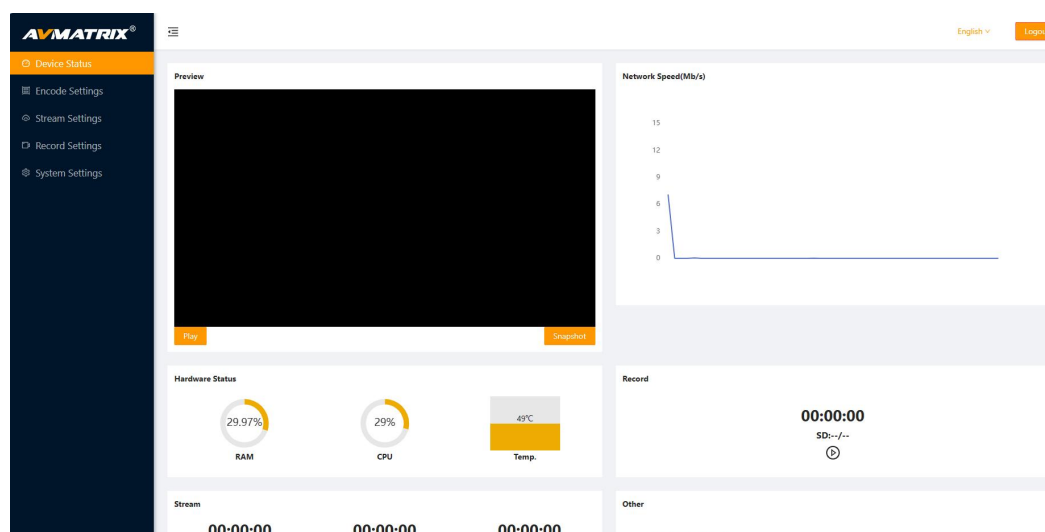 AVMATRIX®
English
Logou
Device Status
Encode Settings
Stream Settings
Record Settings
System Settings
Preview
Play
Snapshot
Network Speed(Mb/s)
15
12
9
6
3
0
Hardware Status
29.97%
29%
49℃
RAM
CPU
Temp.
Record
00:00:00
SD:--/--
Stream
00:00:00
00:00:00
00:00:00
Other